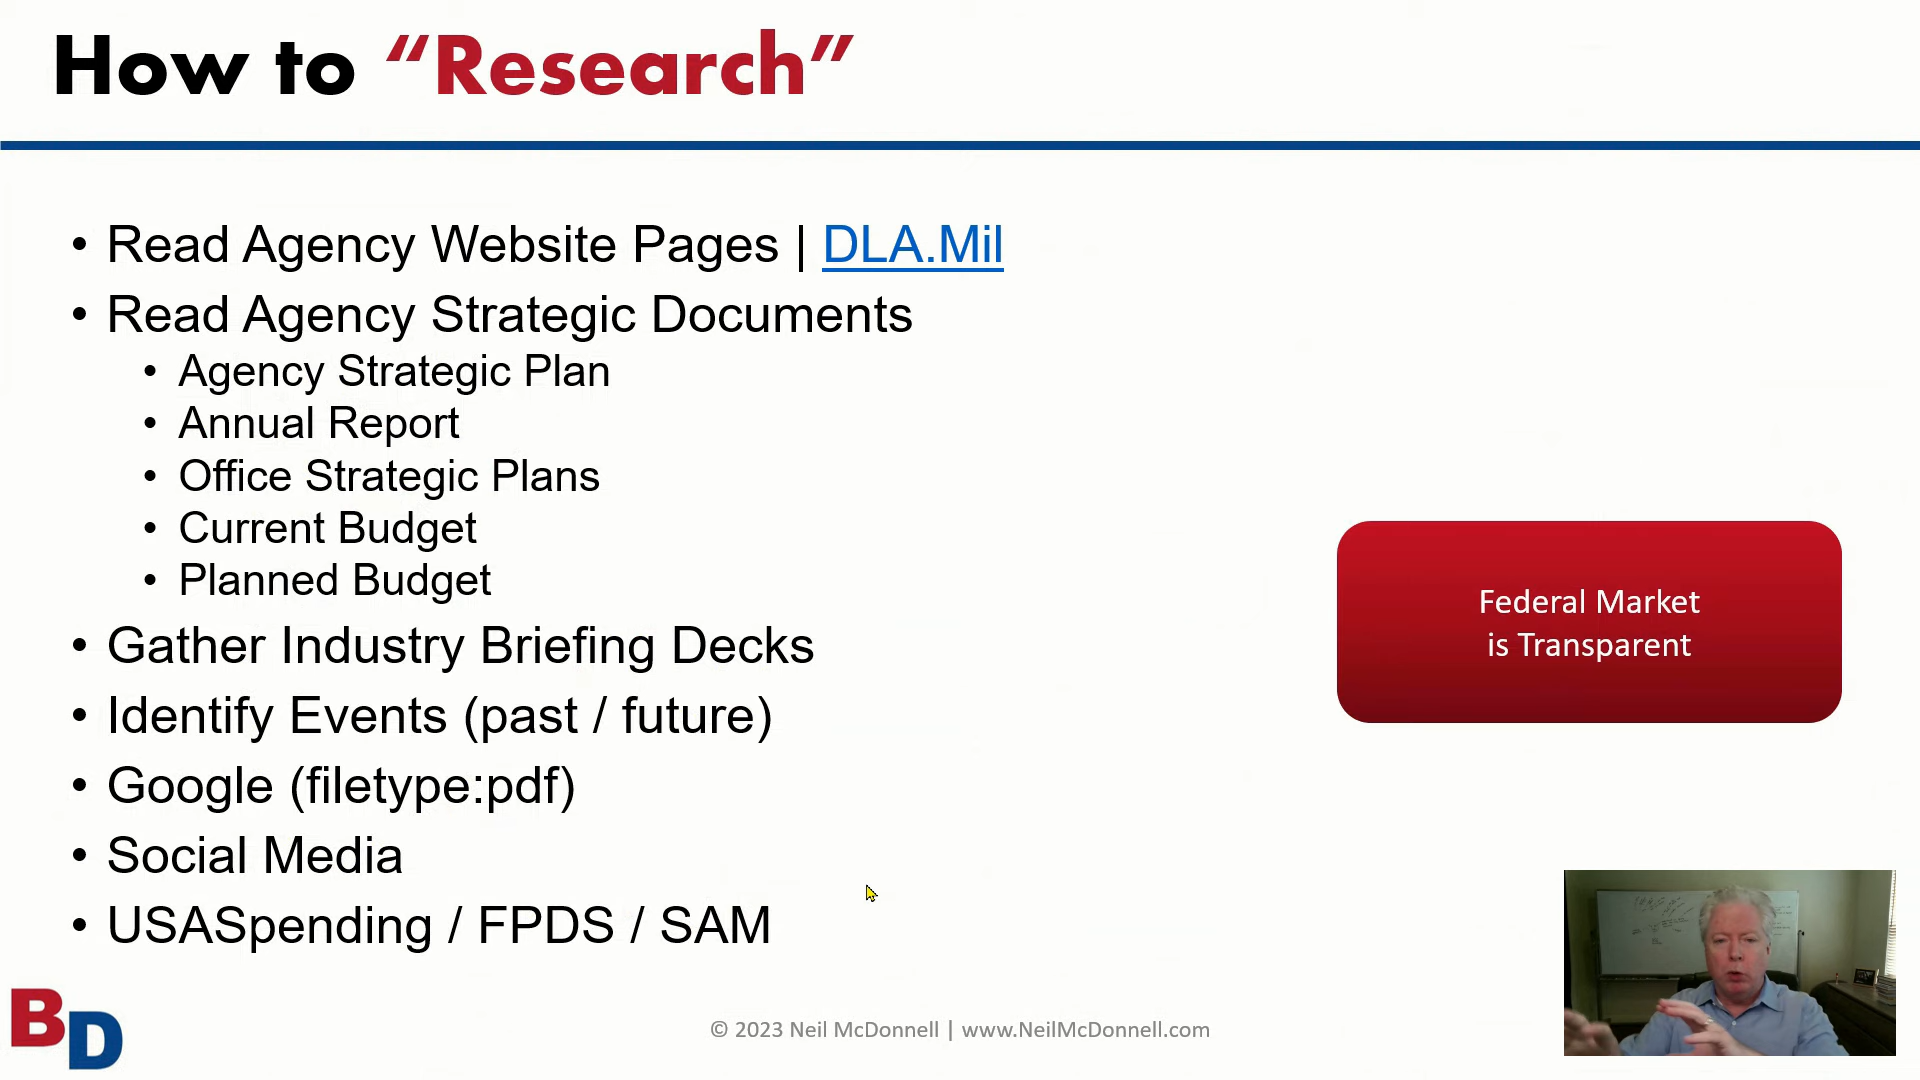 How to “Research”
• Read Agency Website Pages | DLA.Mil
• Read Agency Strategic Documents
• Agency Strategic Plan
• Annual Report
• Office Strategic Plans
• Current Budget
• Planned Budget
• Gather Industry Briefing Decks
• Identify Events (past / future)
• Google (filetype:pdf)
• Social Media
• USASpending / FPDS / SAM
Federal Market
is Transparent
BD
© 2023 Neil McDonnell | www.NeilMcDonnell.com